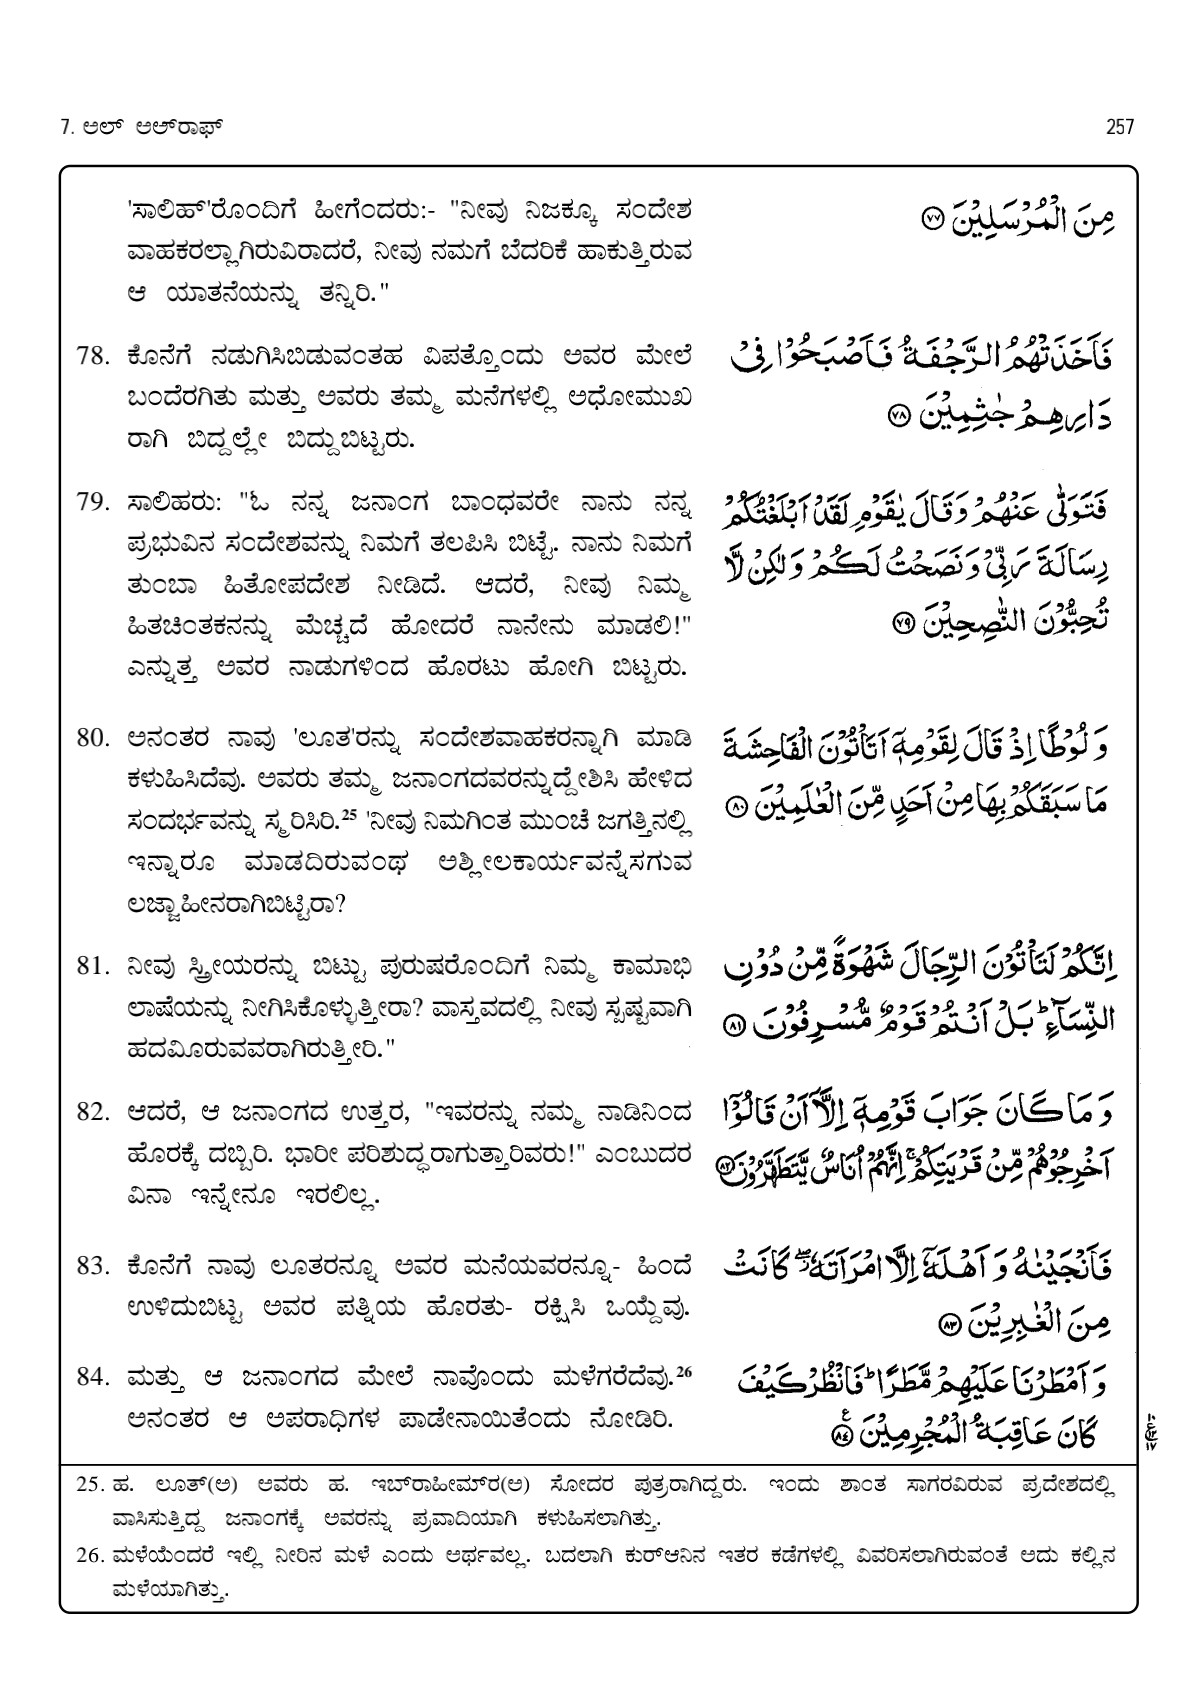 7. ಅಲ್ ಆಅ್‌ರಾಫ್
257
'ಸಾಲಿಹ್'ರೊಂದಿಗೆ ಹೀಗೆಂದರು:- "ನೀವು ನಿಜಕ್ಕೂ ಸಂದೇಶ
ವಾಹಕರಲ್ಲಾಗಿರುವಿರಾದರೆ, ನೀವು ನಮಗೆ ಬೆದರಿಕೆ ಹಾಕುತ್ತಿರುವ
ಆ ಯಾತನೆಯನ್ನು ತನ್ನಿರಿ."
مِنَ الْمُرْسَلِيْنَ ۝٧٧
78. ಕೊನೆಗೆ ನಡುಗಿಸಿಬಿಡುವಂತಹ ವಿಪತ್ತೊಂದು ಅವರ ಮೇಲೆ
ಬಂದೆರಗಿತು ಮತ್ತು ಅವರು ತಮ್ಮ ಮನೆಗಳಲ್ಲಿ ಅಧೋಮುಖ
ರಾಗಿ ಬಿದ್ದಲ್ಲೇ ಬಿದ್ದುಬಿಟ್ಟರು.
فَاَخَذَتْهُمُ الرَّجْفَةُ فَاَصْبَحُوْا فِيْ
دَارِهِمْ جٰثِمِيْنَ ۝٧٨
79. ಸಾಲಿಹರು: "ಓ ನನ್ನ ಜನಾಂಗ ಬಾಂಧವರೇ ನಾನು ನನ್ನ
ಪ್ರಭುವಿನ ಸಂದೇಶವನ್ನು ನಿಮಗೆ ತಲಪಿಸಿ ಬಿಟ್ಟೆ. ನಾನು ನಿಮಗೆ
ತುಂಬಾ ಹಿತೋಪದೇಶ ನೀಡಿದೆ. ಆದರೆ, ನೀವು ನಿಮ್ಮ
ಹಿತಚಿಂತಕನನ್ನು ಮೆಚ್ಚದೆ ಹೋದರೆ ನಾನೇನು ಮಾಡಲಿ!"
ಎನ್ನುತ್ತ ಅವರ ನಾಡುಗಳಿಂದ ಹೊರಟು ಹೋಗಿ ಬಿಟ್ಟರು.
فَتَوَلّٰى عَنْهُمْ وَقَالَ يٰقَوْمِ لَقَدْ اَبْلَغْتُكُمْ
رِسَالَةَ رَبِّيْ وَنَصَحْتُ لَكُمْ وَلٰكِنْ لَّا
تُحِبُّوْنَ النّٰصِحِيْنَ ۝٧٩
80. ಅನಂತರ ನಾವು 'ಲೂತ'ರನ್ನು ಸಂದೇಶವಾಹಕರನ್ನಾಗಿ ಮಾಡಿ
ಕಳುಹಿಸಿದೆವು. ಅವರು ತಮ್ಮ ಜನಾಂಗದವರನ್ನುದ್ದೇಶಿಸಿ ಹೇಳಿದ
ಸಂದರ್ಭವನ್ನು ಸ್ಮರಿಸಿರಿ.²⁵ 'ನೀವು ನಿಮಗಿಂತ ಮುಂಚೆ ಜಗತ್ತಿನಲ್ಲಿ
ಇನ್ನಾರೂ ಮಾಡದಿರುವಂಥ ಅಶ್ಲೀಲಕಾರ್ಯವನ್ನೆಸಗುವ
ಲಜ್ಜಾಹೀನರಾಗಿಬಿಟ್ಟಿರಾ?
وَلُوْطًا اِذْ قَالَ لِقَوْمِهٖٓ اَتَاْتُوْنَ الْفَاحِشَةَ
مَا سَبَقَكُمْ بِهَا مِنْ اَحَدٍ مِّنَ الْعٰلَمِيْنَ ۝٨٠
81. ನೀವು ಸ್ತ್ರೀಯರನ್ನು ಬಿಟ್ಟು ಪುರುಷರೊಂದಿಗೆ ನಿಮ್ಮ ಕಾಮಾಭಿ
ಲಾಷೆಯನ್ನು ನೀಗಿಸಿಕೊಳ್ಳುತ್ತೀರಾ? ವಾಸ್ತವದಲ್ಲಿ ನೀವು ಸ್ಪಷ್ಟವಾಗಿ
ಹದಮೀರುವವರಾಗಿರುತ್ತೀರಿ."
اِنَّكُمْ لَتَاْتُوْنَ الرِّجَالَ شَهْوَةً مِّنْ دُوْنِ
النِّسَآءِ ؕ بَلْ اَنْتُمْ قَوْمٌ مُّسْرِفُوْنَ ۝٨١
82. ಆದರೆ, ಆ ಜನಾಂಗದ ಉತ್ತರ, "ಇವರನ್ನು ನಮ್ಮ ನಾಡಿನಿಂದ
ಹೊರಕ್ಕೆ ದಬ್ಬಿರಿ. ಭಾರೀ ಪರಿಶುದ್ಧರಾಗುತ್ತಾರಿವರು!" ಎಂಬುದರ
ವಿನಾ ಇನ್ನೇನೂ ಇರಲಿಲ್ಲ.
وَمَا كَانَ جَوَابَ قَوْمِهٖٓ اِلَّاۤ اَنْ قَالُوْۤا
اَخْرِجُوْهُمْ مِّنْ قَرْيَتِكُمْ ۚ اِنَّهُمْ اُنَاسٌ يَّتَطَهَّرُوْنَ ۝٨٢
83. ಕೊನೆಗೆ ನಾವು ಲೂತರನ್ನೂ ಅವರ ಮನೆಯವರನ್ನೂ- ಹಿಂದೆ
ಉಳಿದುಬಿಟ್ಟ ಅವರ ಪತ್ನಿಯ ಹೊರತು- ರಕ್ಷಿಸಿ ಒಯ್ದೆವು.
فَاَنْجَيْنٰهُ وَاَهْلَهٗٓ اِلَّا امْرَاَتَهٗ ۖ كَانَتْ
مِنَ الْغٰبِرِيْنَ ۝٨٣
84. ಮತ್ತು ಆ ಜನಾಂಗದ ಮೇಲೆ ನಾವೊಂದು ಮಳೆಗರೆದೆವು.²⁶
ಅನಂತರ ಆ ಅಪರಾಧಿಗಳ ಪಾಡೇನಾಯಿತೆಂದು ನೋಡಿರಿ.
وَاَمْطَرْنَا عَلَيْهِمْ مَّطَرًا ؕ فَانْظُرْ كَيْفَ
كَانَ عَاقِبَةُ الْمُجْرِمِيْنَ ۝٨٤
25. ಹ. ಲೂತ್(ಅ) ಅವರು ಹ. ಇಬ್‌ರಾಹೀಮ್‌ರ(ಅ) ಸೋದರ ಪುತ್ರರಾಗಿದ್ದರು. ಇಂದು ಶಾಂತ ಸಾಗರವಿರುವ ಪ್ರದೇಶದಲ್ಲಿ
ವಾಸಿಸುತ್ತಿದ್ದ ಜನಾಂಗಕ್ಕೆ ಅವರನ್ನು ಪ್ರವಾದಿಯಾಗಿ ಕಳುಹಿಸಲಾಗಿತ್ತು.
26. ಮಳೆಯೆಂದರೆ ಇಲ್ಲಿ ನೀರಿನ ಮಳೆ ಎಂದು ಅರ್ಥವಲ್ಲ. ಬದಲಾಗಿ ಕುರ್‌ಆನಿನ ಇತರ ಕಡೆಗಳಲ್ಲಿ ವಿವರಿಸಲಾಗಿರುವಂತೆ ಅದು ಕಲ್ಲಿನ
ಮಳೆಯಾಗಿತ್ತು.